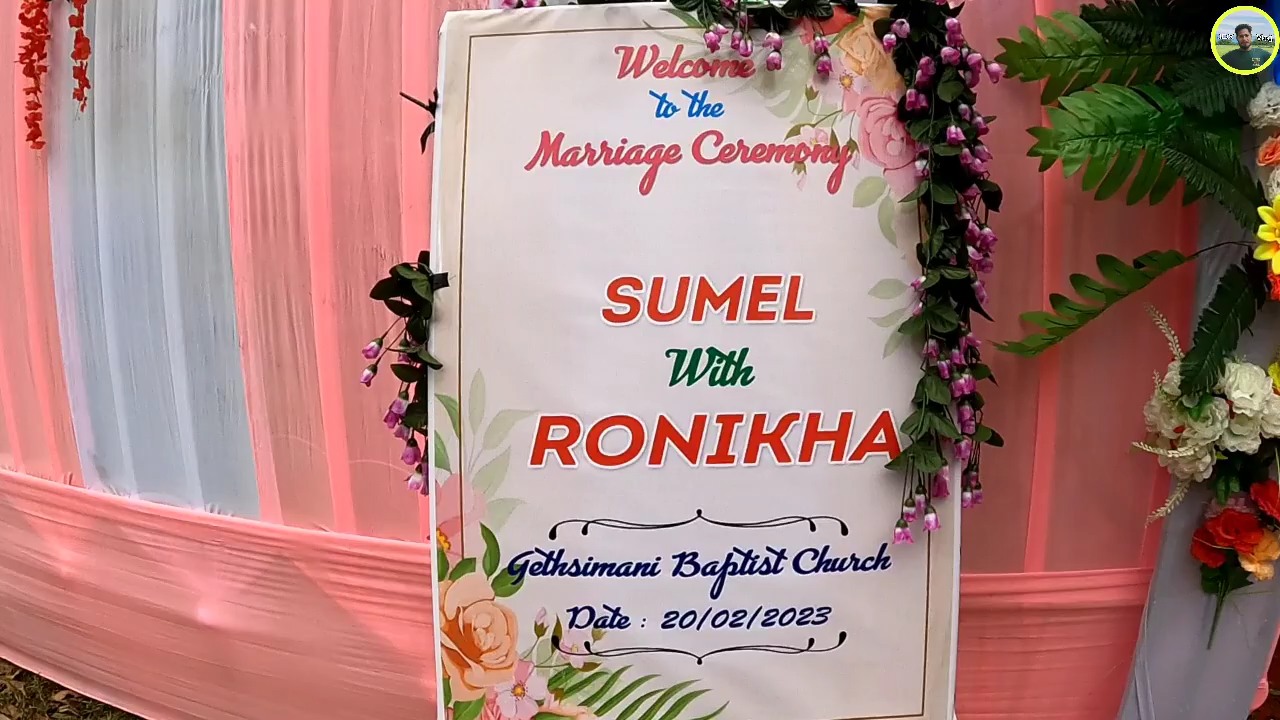 Welcome
to the
Marriage Ceremony
SUMEL
With
RONIKHA
Gethsimani Baptist Church
Date : 20/02/2023